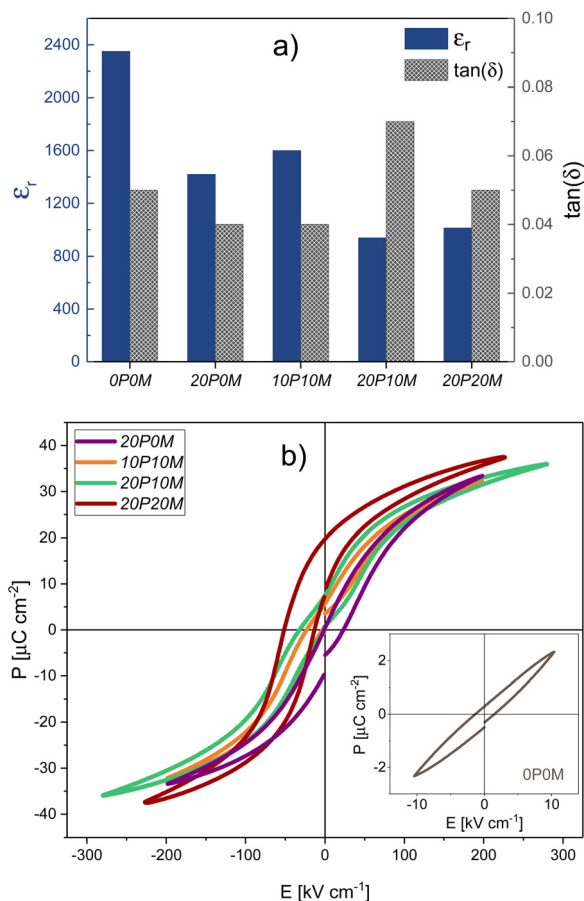 a)
ε_r
tan(δ)
2400
2000
1600
1200
800
400
0
ε_r
0.10
0.08
0.06
0.04
0.02
0.00
tan(δ)
0P0M
20P0M
10P10M
20P10M
20P20M
b)
20P0M
10P10M
20P10M
20P20M
40
30
20
10
0
-10
-20
-30
-40
P [μC cm⁻²]
-300
-200
-100
0
100
200
300
E [kV cm⁻¹]
2
0
-2
P [μC cm⁻²]
0P0M
-10
0
10
E [kV cm⁻¹]